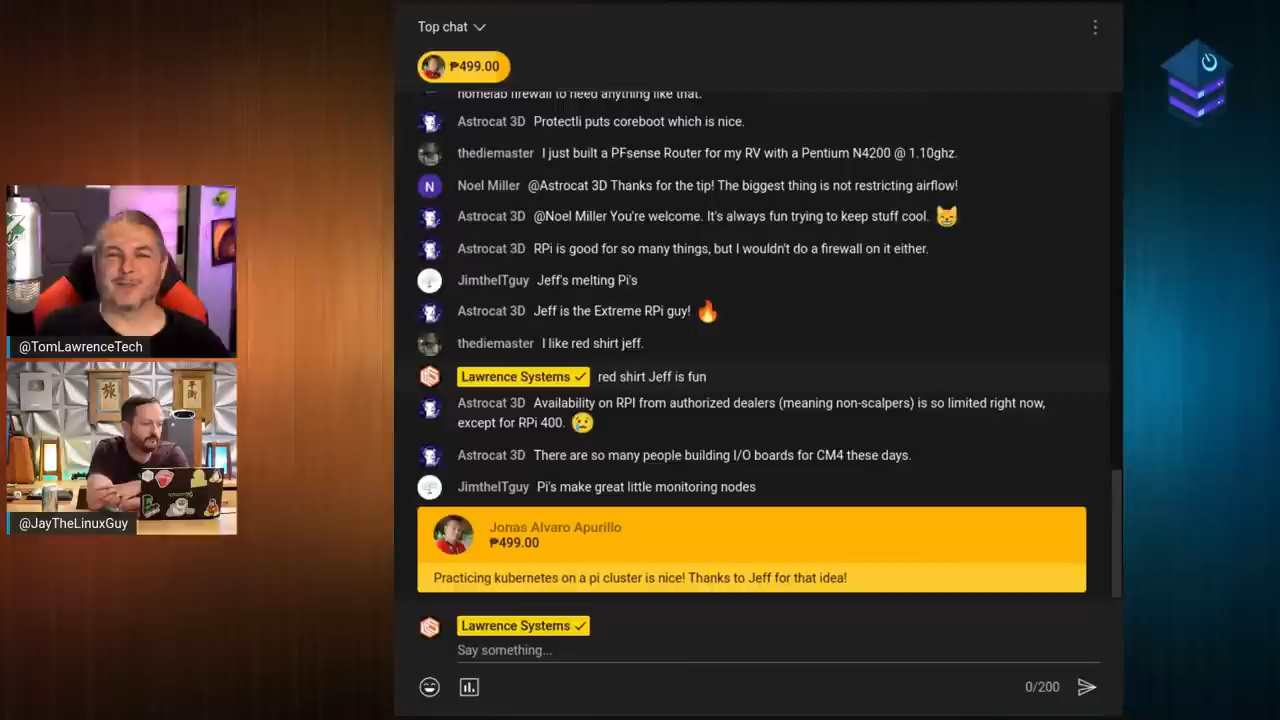 Top chat
₱499.00
homelab firewall to need anything like that.
Astrocat 3D Protectli puts coreboot which is nice.
thediemaster I just built a PFsense Router for my RV with a Pentium N4200 @ 1.10ghz.
N Noel Miller @Astrocat 3D Thanks for the tip! The biggest thing is not restricting airflow!
Astrocat 3D @Noel Miller You're welcome. It's always fun trying to keep stuff cool.
Astrocat 3D RPi is good for so many things, but I wouldn't do a firewall on it either.
JimtheITguy Jeff's melting Pi's
Astrocat 3D Jeff is the Extreme RPi guy!
thediemaster I like red shirt jeff.
Lawrence Systems red shirt Jeff is fun
Astrocat 3D Availability on RPI from authorized dealers (meaning non-scalpers) is so limited right now,
except for RPi 400.
Astrocat 3D There are so many people building I/O boards for CM4 these days.
JimtheITguy Pi's make great little monitoring nodes
Jonas Alvaro Apurillo
₱499.00
Practicing kubernetes on a pi cluster is nice! Thanks to Jeff for that idea!
Lawrence Systems
Say something...
0/200
@TomLawrenceTech
旅
平
衡
@JayTheLinuxGuy